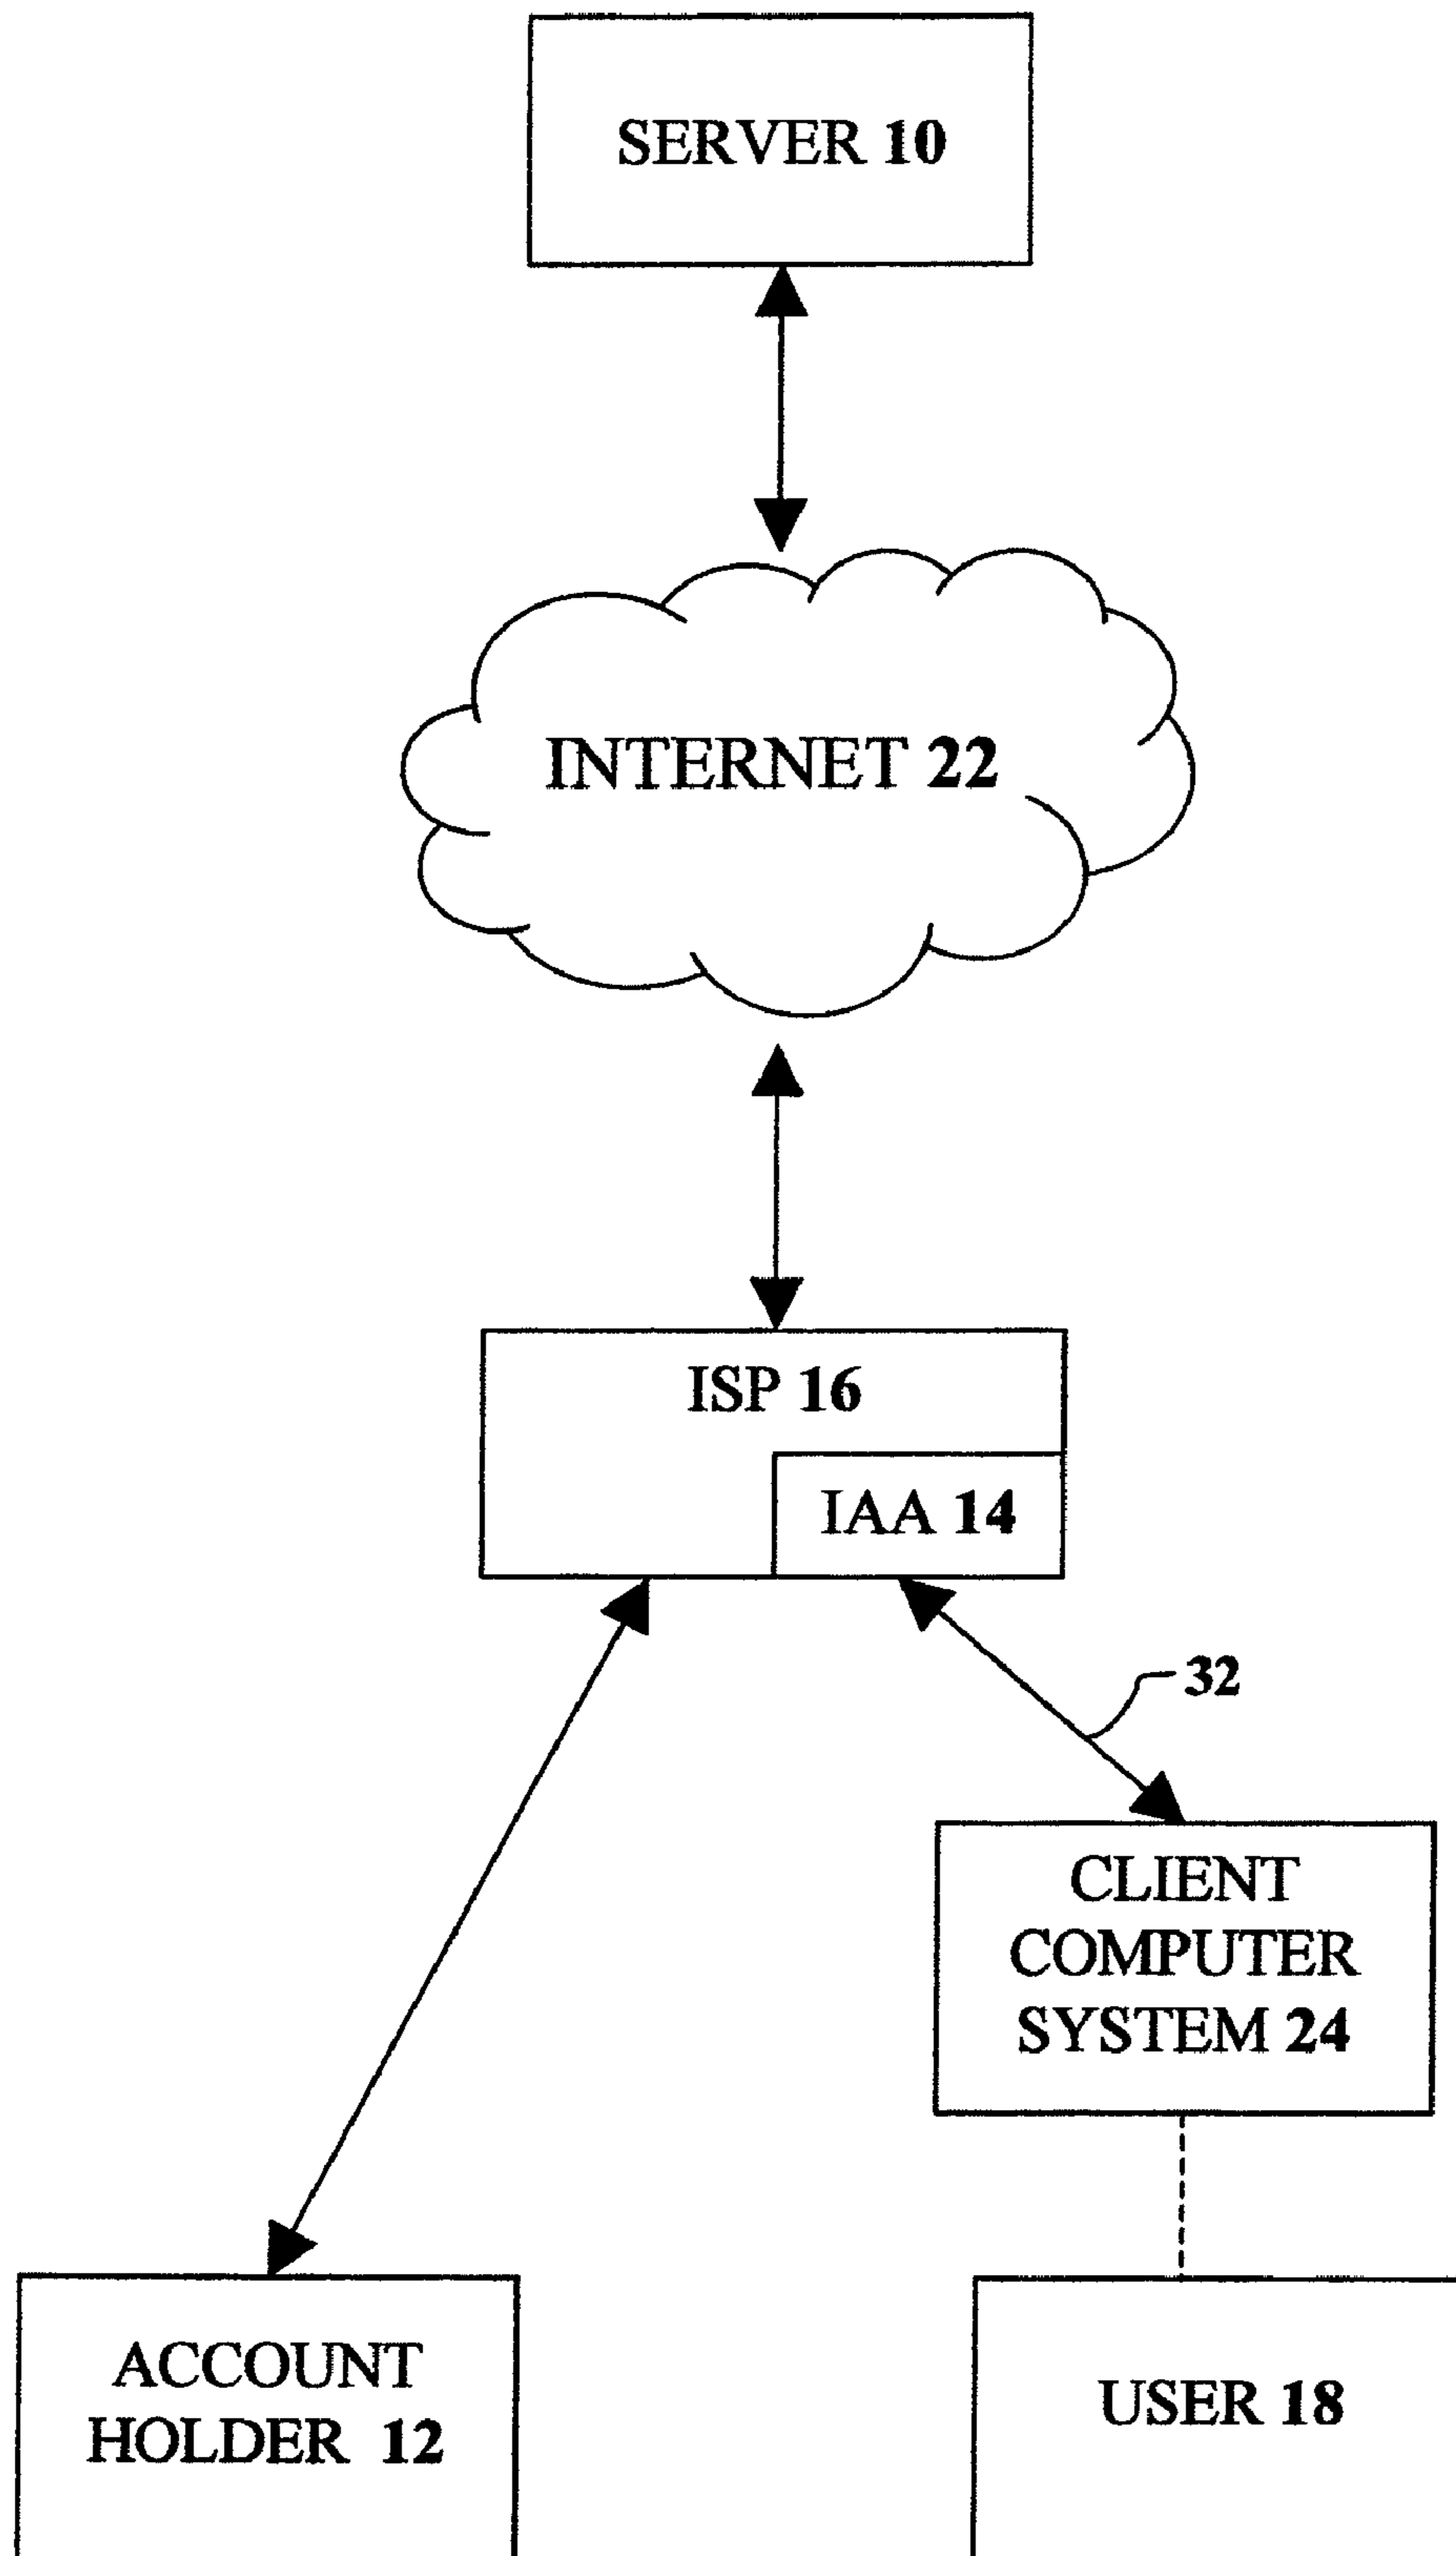 SERVER 10
INTERNET 22
ISP 16
IAA 14
32
CLIENT
COMPUTER
SYSTEM 24
ACCOUNT
HOLDER 12
USER 18